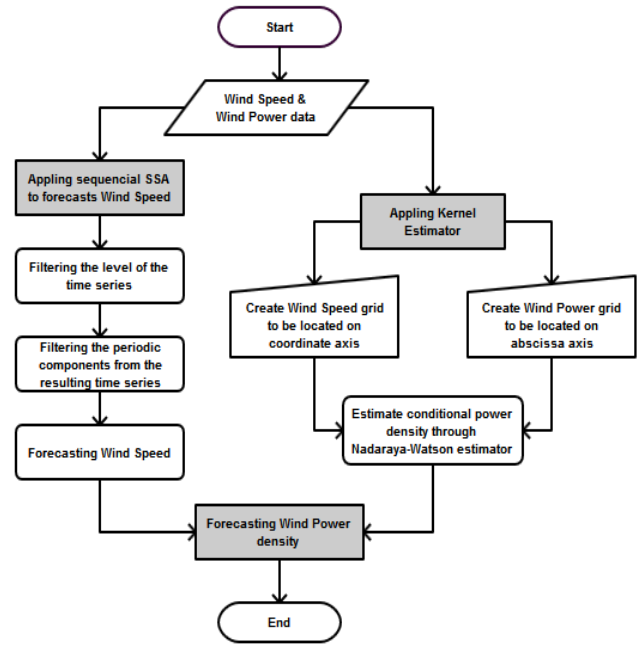 Start
Wind Speed &
Wind Power data
Appling sequencial SSA
to forecasts Wind Speed
Filtering the level of the
time series
Filtering the periodic
components from the
resulting time series
Forecasting Wind Speed
Appling Kernel
Estimator
Create Wind Speed grid
to be located on
coordinate axis
Create Wind Power grid
to be located on
abscissa axis
Estimate conditional power
density through
Nadaraya-Watson estimator
Forecasting Wind Power
density
End